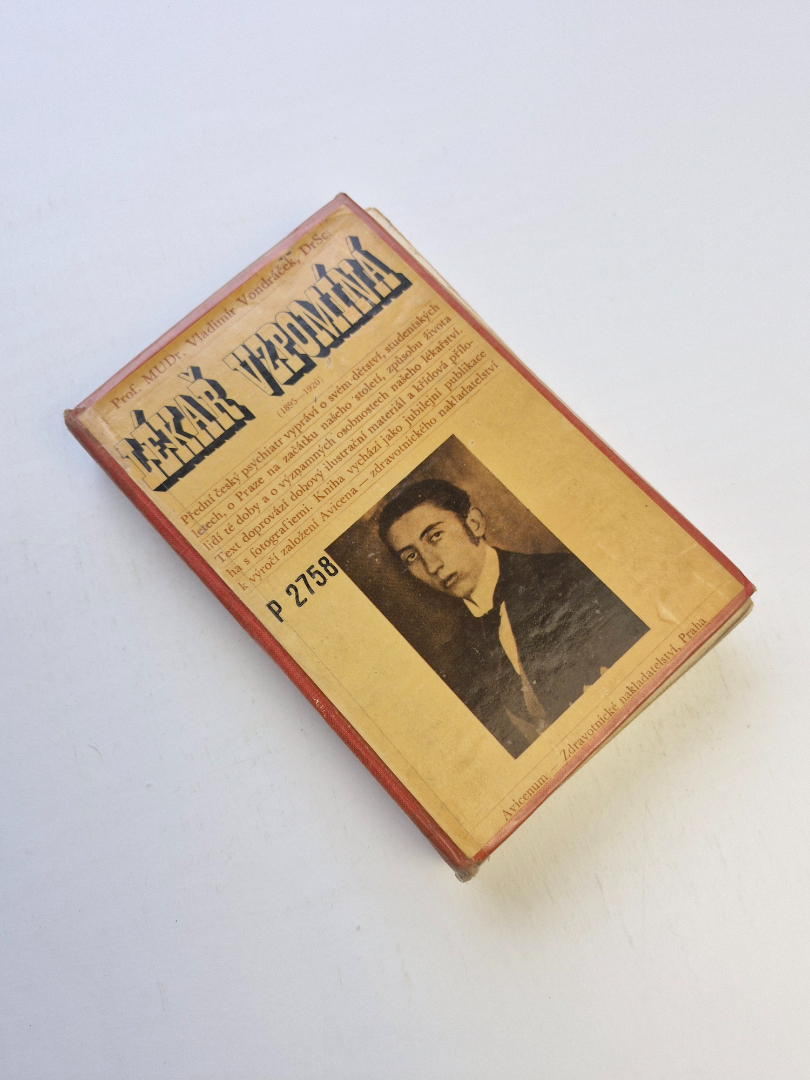 Prof. MUDr. Vladimír Vondráček, DrSc.
LÉKAŘ VZPOMÍNÁ
(1895—1920)
Přední český psychiatr vypráví o svém dětství, studentských
letech, o Praze na začátku našeho století, způsobu života
lidí té doby a o významných osobnostech našeho lékařství.
Text doprovází dobový ilustrační materiál a křídová přílo-
ha s fotografiemi. Kniha vychází jako jubilejní publikace
k výročí založení Avicena — zdravotnického nakladatelství
P 2758
Avicenum — Zdravotnické nakladatelství, Praha